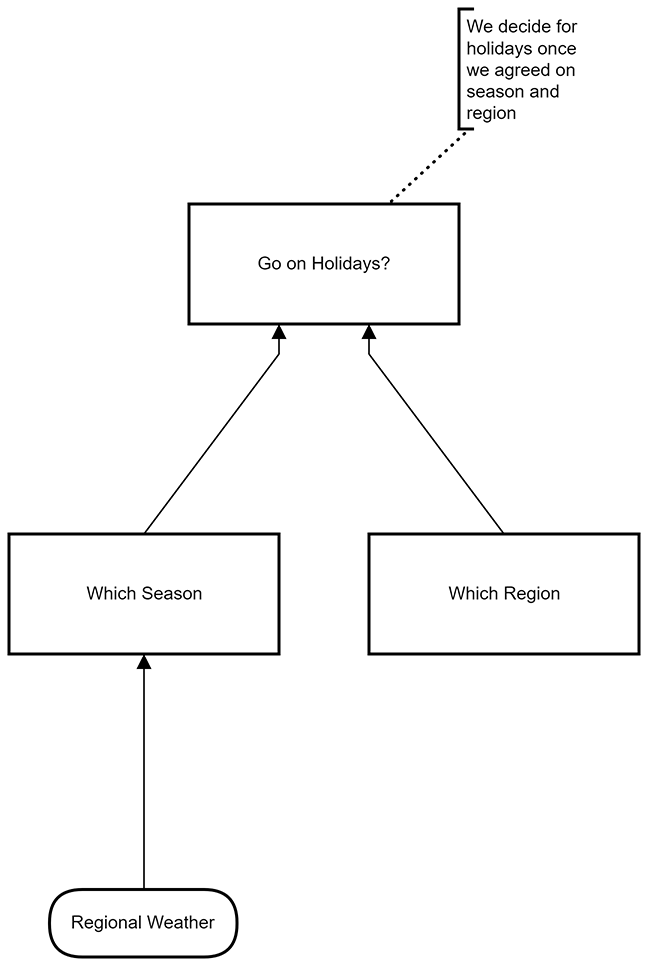 We decide for
holidays once
we agreed on
season and
region
Go on Holidays?
Which Season
Which Region
Regional Weather